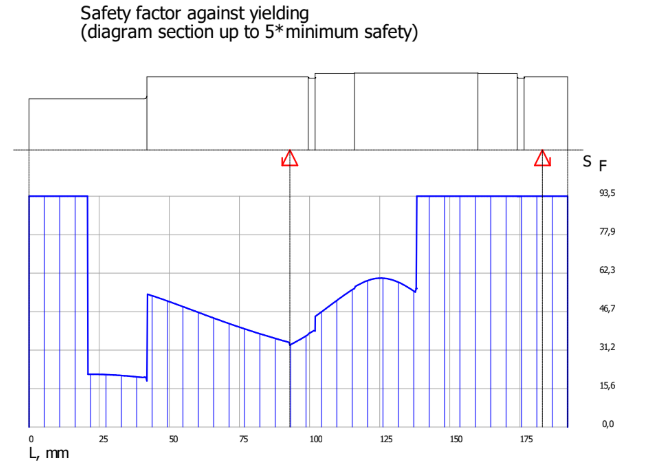 Safety factor against yielding
(diagram section up to 5*minimum safety)
S F
93,5
77,9
62,3
46,7
31,2
15,6
0,0
0 25 50 75 100 125 150 175
L, mm